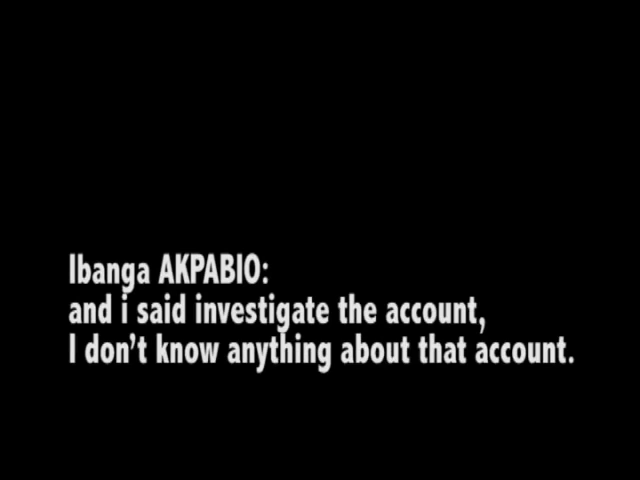 Ibanga AKPABIO:
and i said investigate the account,
I don't know anything about that account.